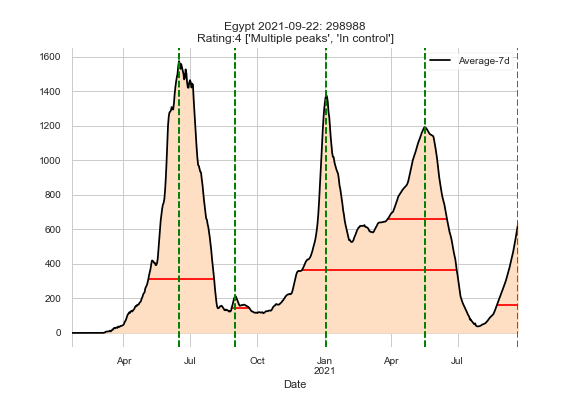 Egypt 2021-09-22: 298988
Rating:4 ['Multiple peaks', 'In control']
Average-7d
1600
1400
1200
1000
800
600
400
200
0
Apr Jul Oct Jan Apr Jul
2021
Date